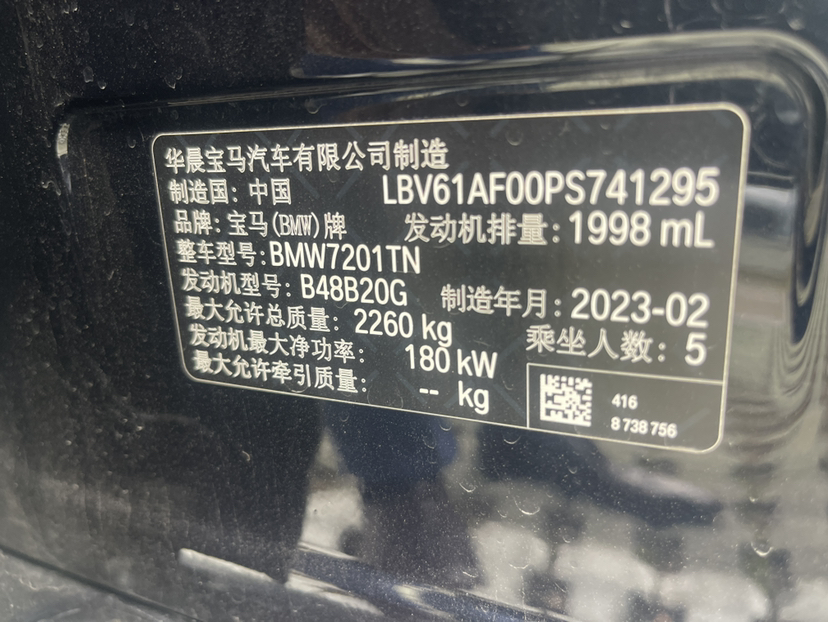 华晨宝马汽车有限公司制造
制造国: 中国 LBV61AF00PS741295
品牌: 宝马(BMW)牌 发动机排量: 1998 mL
整车型号: BMW7201TN
发动机型号: B48B20G 制造年月: 2023-02
最大允许总质量: 2260 kg 乘坐人数: 5
发动机最大净功率: 180 kW
最大允许牵引质量: -- kg
416
8 738 756